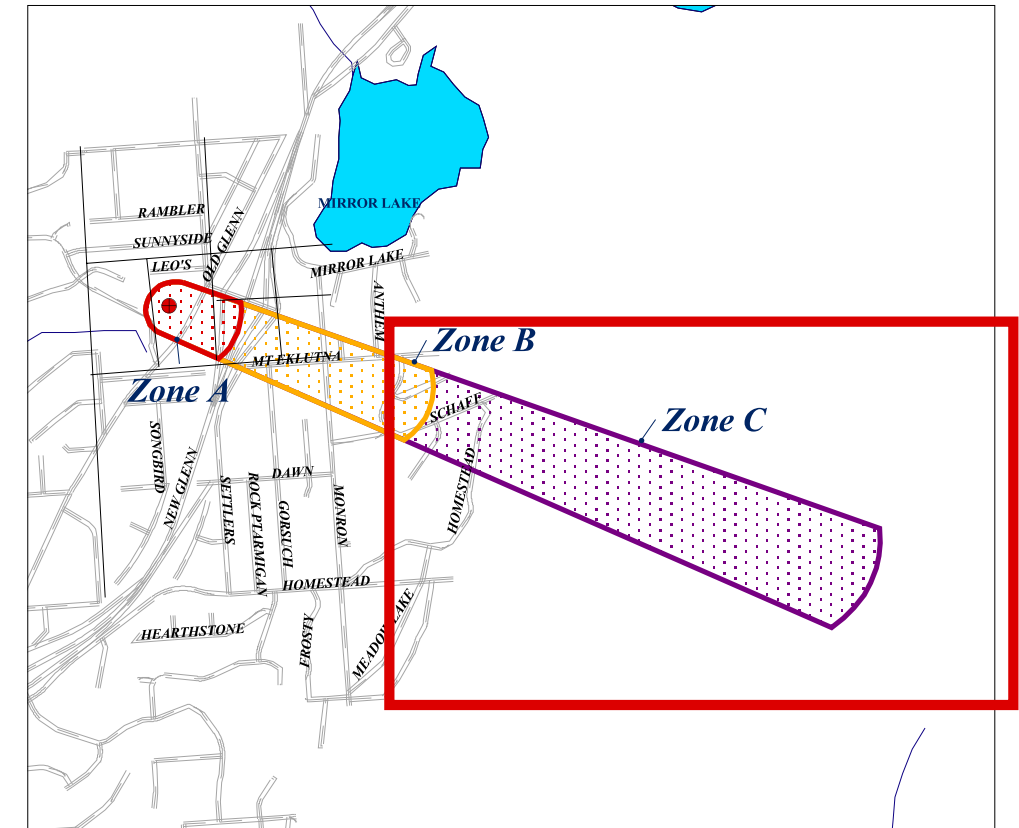 MIRROR LAKE
RAMBLER
SUNNYSIDE
OLD GLENN
LEO'S
MIRROR LAKE
ANTHEM
Zone B
MT EKLUTNA
Zone A
SCHAFF
Zone C
SONGBIRD
NEW GLENN
DAWN
SETTLERS
ROCK PTARMIGAN
GORSUCH
MONRON
HOMESTEAD
HOMESTEAD
HEARTHSTONE
FROSTY
MEADOW LAKE